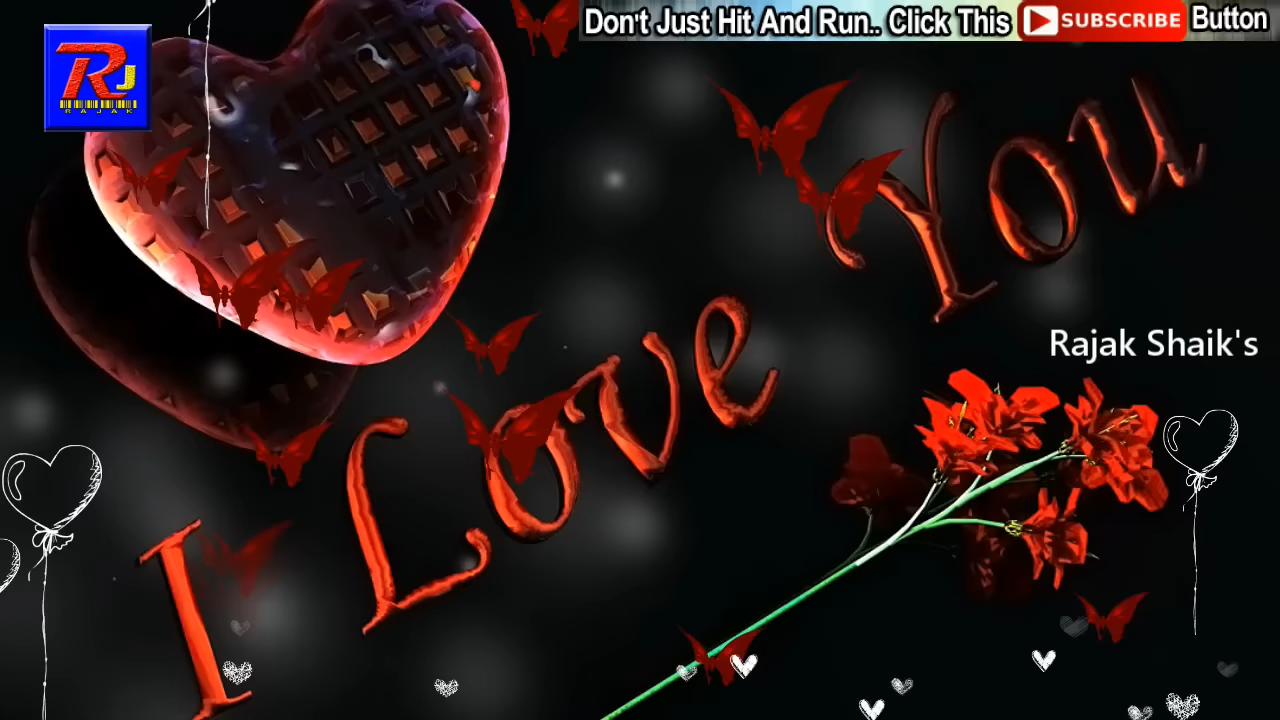 Don't Just Hit And Run.. Click This SUBSCRIBE Button
RJ
RAJAK
I Love You
Rajak Shaik's